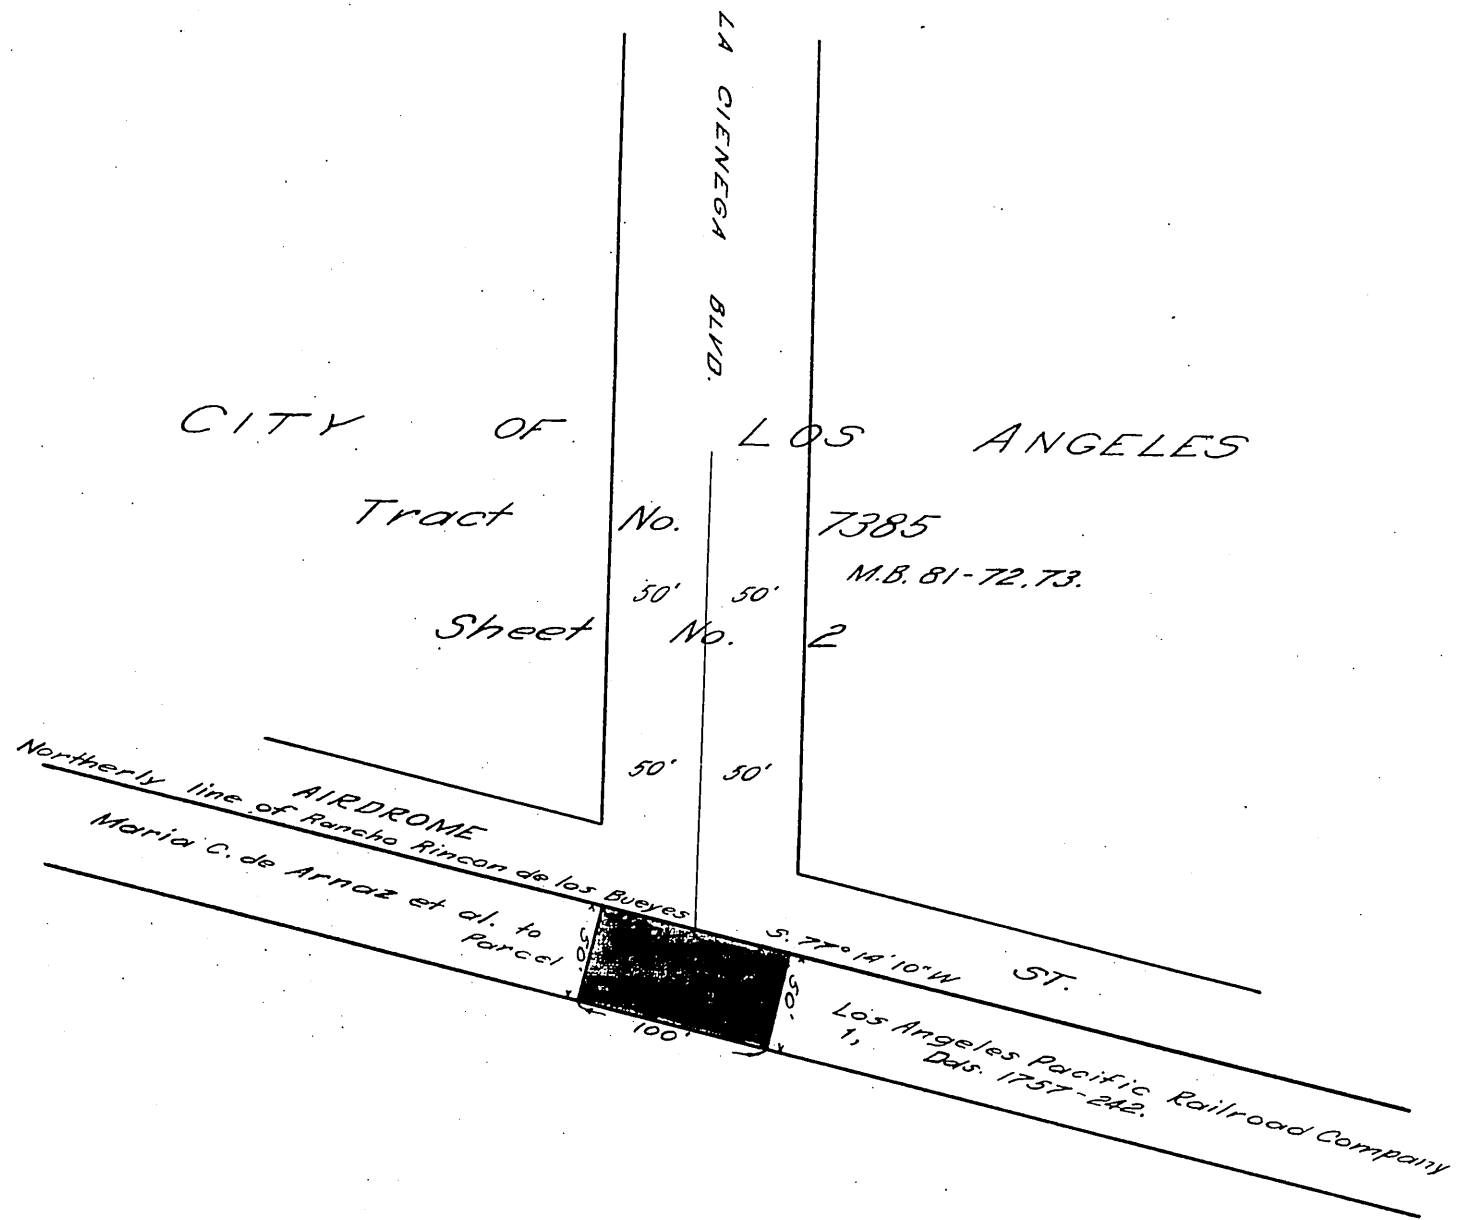 LA CIENEGA BLVD.
CITY OF LOS ANGELES
Tract No. 7385
M.B. 81-72,73.
50' 50'
Sheet No. 2
50' 50'
Northerly line of Rancho Rincon de los Bueyes S. 77° 14' 10" W
AIRDROME ST.
Maria C. de Arnaz et al. to Los Angeles Pacific Railroad Company
Parcel 1, Dds. 1757-242.
50'
50'
100'